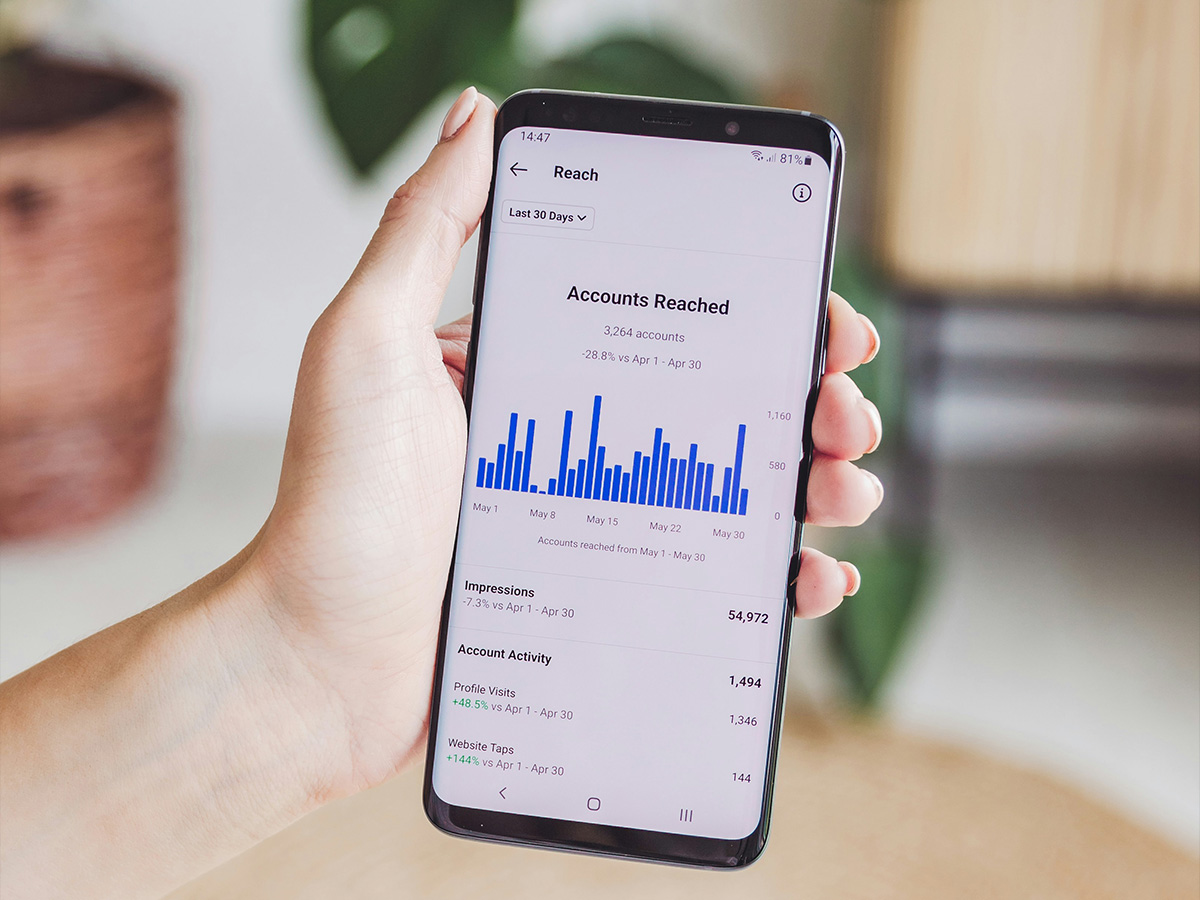 14:47
81%
Reach
Last 30 Days
Accounts Reached
3,264 accounts
-28.8% vs Apr 1 - Apr 30
1,160
580
0
May 1 May 8 May 15 May 22 May 30
Accounts reached from May 1 - May 30
Impressions
54,972
-7.3% vs Apr 1 - Apr 30
Account Activity
1,494
Profile Visits
1,346
+48.5% vs Apr 1 - Apr 30
Website Taps
144
+144% vs Apr 1 - Apr 30